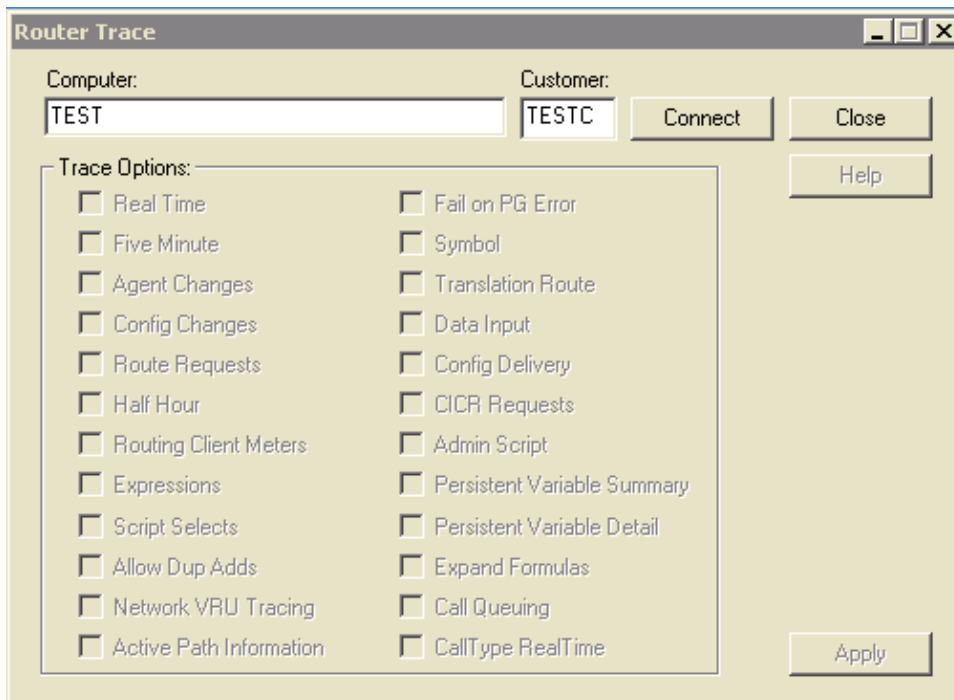 Router Trace
Computer: Customer:
TEST TESTC Connect Close
Trace Options: Help
Real Time Fail on PG Error
Five Minute Symbol
Agent Changes Translation Route
Config Changes Data Input
Route Requests Config Delivery
Half Hour CICR Requests
Routing Client Meters Admin Script
Expressions Persistent Variable Summary
Script Selects Persistent Variable Detail
Allow Dup Adds Expand Formulas
Network VRU Tracing Call Queuing
Active Path Information CallType RealTime Apply